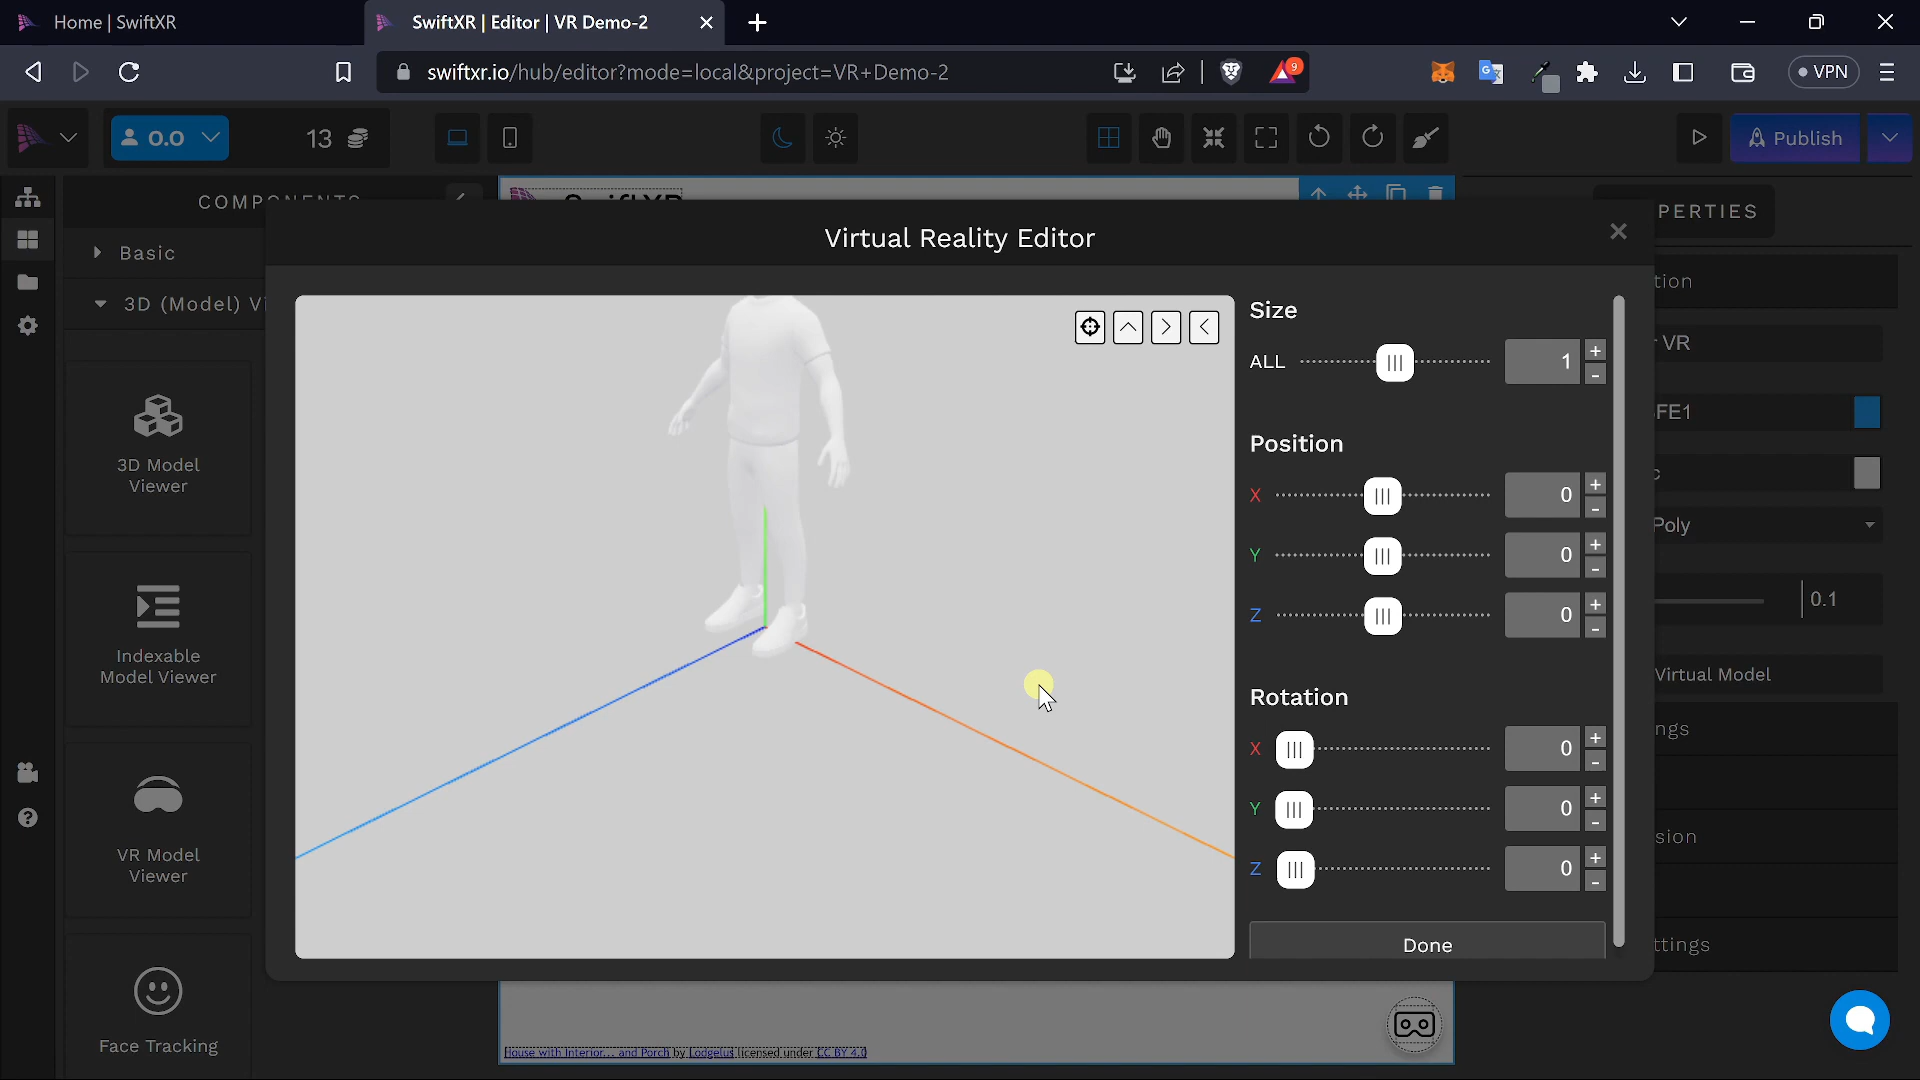 Home | SwiftXR
SwiftXR | Editor | VR Demo-2
swiftxr.io/hub/editor?mode=local&project=VR+Demo-2
9
VPN
0.0
13
Publish
COMPONENTS
SwiftXR
PERTIES
Virtual Reality Editor
Basic
3D (Model) Vi
3D Model
Viewer
Indexable
Model Viewer
VR Model
Viewer
Face Tracking
Size
ALL
1
Position
X
0
Y
0
Z
0
Rotation
X
0
Y
0
Z
0
Done
tion
VR
FE1
c
Poly
0.1
Virtual Model
ngs
sion
ttings
House with Interior... and Porch by Lodgelus licensed under CC BY 4.0